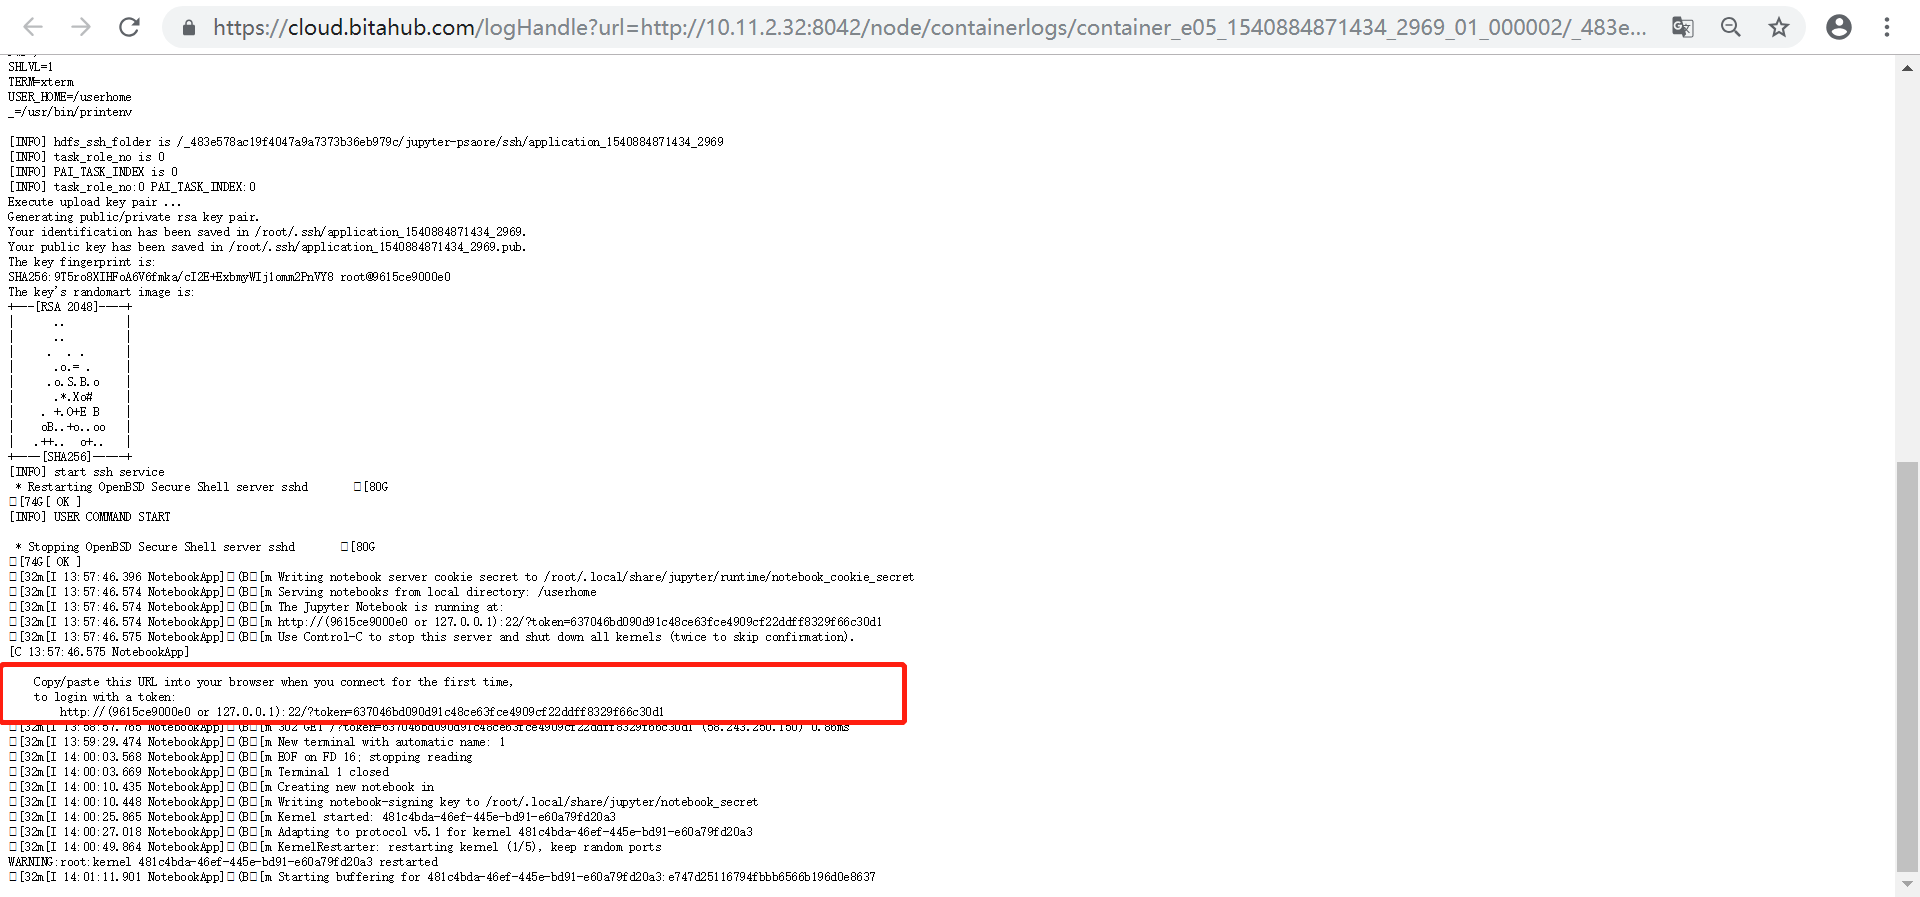 https://cloud.bitahub.com/logHandle?url=http://10.11.2.32:8042/node/containerlogs/container_e05_1540884871434_2969_01_000002/_483e...
SHLVL=1
TERM=xterm
USER_HOME=/userhome
_=/usr/bin/printenv
[INFO] hdfs_ssh_folder is /_483e578ac19f4047a9a7373b36eb979c/jupyter-psaore/ssh/application_1540884871434_2969
[INFO] task_role_no is 0
[INFO] PAI_TASK_INDEX is 0
[INFO] task_role_no:0 PAI_TASK_INDEX:0
Execute upload key pair ...
Generating public/private rsa key pair.
Your identification has been saved in /root/.ssh/application_1540884871434_2969.
Your public key has been saved in /root/.ssh/application_1540884871434_2969.pub.
The key fingerprint is:
SHA256:9T5ro8XIHFoA6V6fmka/cI2E+ExbmyWIj1omm2PnVY8 root@9615ce9000e0
The key's randomart image is:
+---[RSA 2048]----+
|      ..         |
|      ..         |
|     .  . .      |
|      .o.= .     |
|     .o.S.B.o    |
|      .*.Xo#     |
|    . +.O+E B    |
|    oB..+o..oo   |
|   .++..  o+..   |
+----[SHA256]-----+
[INFO] start ssh service
 * Restarting OpenBSD Secure Shell server sshd       [80G
[74G[ OK ]
[INFO] USER COMMAND START
 * Stopping OpenBSD Secure Shell server sshd       [80G
[74G[ OK ]
[32m[I 13:57:46.396 NotebookApp](B[m Writing notebook server cookie secret to /root/.local/share/jupyter/runtime/notebook_cookie_secret
[32m[I 13:57:46.574 NotebookApp](B[m Serving notebooks from local directory: /userhome
[32m[I 13:57:46.574 NotebookApp](B[m The Jupyter Notebook is running at:
[32m[I 13:57:46.574 NotebookApp](B[m http://(9615ce9000e0 or 127.0.0.1):22/?token=637046bd090d91c48ce63fce4909cf22ddff8329f66c30d1
[32m[I 13:57:46.575 NotebookApp](B[m Use Control-C to stop this server and shut down all kernels (twice to skip confirmation).
[C 13:57:46.575 NotebookApp]
Copy/paste this URL into your browser when you connect for the first time,
to login with a token:
http://(9615ce9000e0 or 127.0.0.1):22/?token=637046bd090d91c48ce63fce4909cf22ddff8329f66c30d1
[32m[I 13:58:57.765 NotebookApp](B[m 302 GET /?token=637046bd090d91c48ce63fce4909cf22ddff8329f66c30d1 (58.243.250.150) 0.86ms
[32m[I 13:59:29.474 NotebookApp](B[m New terminal with automatic name: 1
[32m[I 14:00:03.568 NotebookApp](B[m EOF on FD 16; stopping reading
[32m[I 14:00:03.669 NotebookApp](B[m Terminal 1 closed
[32m[I 14:00:10.435 NotebookApp](B[m Creating new notebook in
[32m[I 14:00:10.448 NotebookApp](B[m Writing notebook-signing key to /root/.local/share/jupyter/notebook_secret
[32m[I 14:00:25.865 NotebookApp](B[m Kernel started: 481c4bda-46ef-445e-bd91-e60a79fd20a3
[32m[I 14:00:27.018 NotebookApp](B[m Adapting to protocol v5.1 for kernel 481c4bda-46ef-445e-bd91-e60a79fd20a3
[32m[I 14:00:49.864 NotebookApp](B[m KernelRestarter: restarting kernel (1/5), keep random ports
WARNING:root:kernel 481c4bda-46ef-445e-bd91-e60a79fd20a3 restarted
[32m[I 14:01:11.901 NotebookApp](B[m Starting buffering for 481c4bda-46ef-445e-bd91-e60a79fd20a3:e747d25116794fbbb6566b196d0e8637